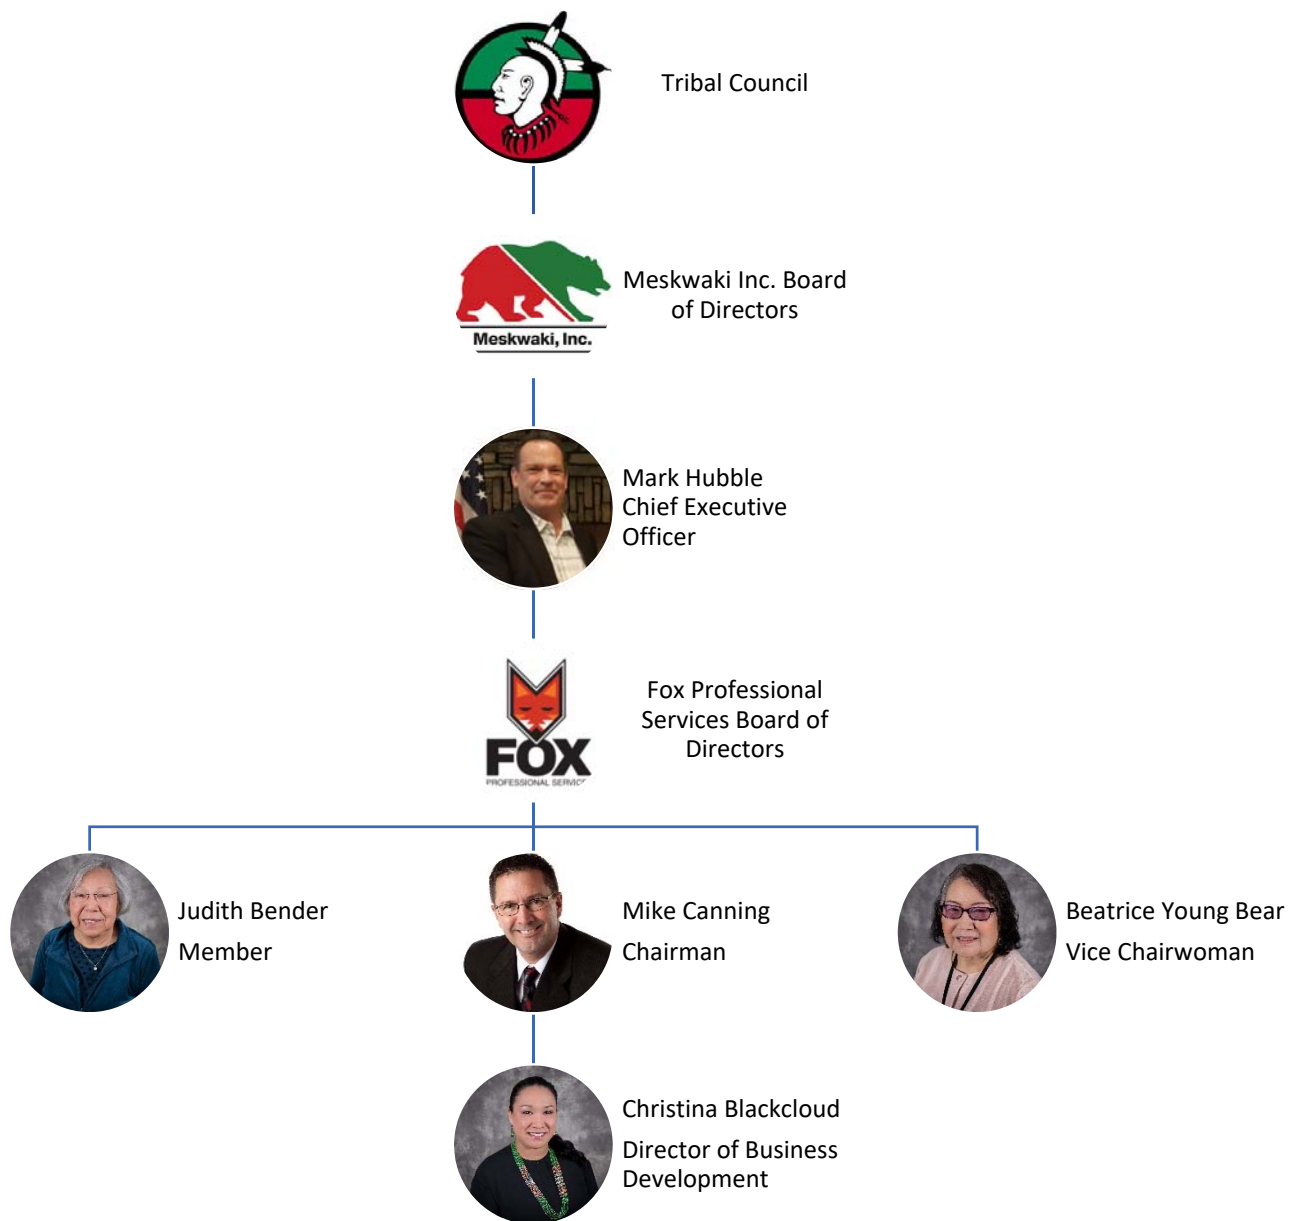 Tribal Council
Meskwaki Inc. Board
of Directors
Meskwaki, Inc.
Mark Hubble
Chief Executive
Officer
Fox Professional
Services Board of
Directors
FOX
PROFESSIONAL SERVIC
Judith Bender
Member
Mike Canning
Chairman
Beatrice Young Bear
Vice Chairwoman
Christina Blackcloud
Director of Business
Development